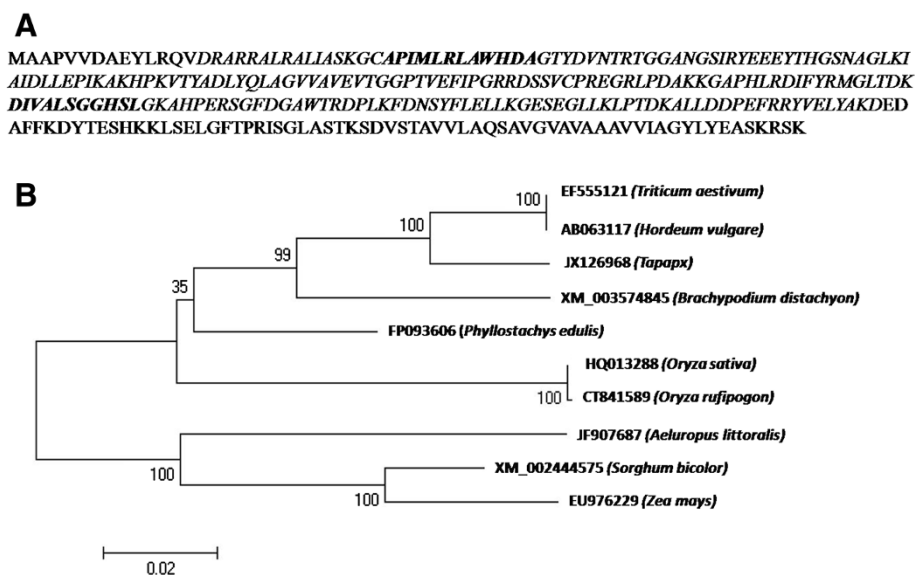 A
MAAPVVDAEYLRQVDRARRALRALIASKGCAPIMLRLAWHDAGTYDVNTRTGGANGSIRYEEEYTHGSNAGLKI
AIDLLEPIKAKHPKVTYADLYQLAGVVAVEVTGGPTVEFIPGRRDSSVCPREGRLPDAKKGAPHLRDIFYRMGLTDK
DIVALSGGHSLGKAHPERSGFDGAWTRDPLKFDNSYFLELLKGESEGLLKLPTDKALLDDPEFRRYVELYAKDED
AFFKDYTESHKKLSELGFTPRISGLASTKSDVSTAVVLAQSAVGVAVAAAVVIAGYLYEASKRSK
B
100 EF555121 (Triticum aestivum)
100 AB063117 (Hordeum vulgare)
99 JX126968 (Tapapx)
35 XM_003574845 (Brachypodium distachyon)
FP093606 (Phyllostachys edulis)
HQ013288 (Oryza sativa)
100 CT841589 (Oryza rufipogon)
JF907687 (Aeluropus littoralis)
100 XM_002444575 (Sorghum bicolor)
100 EU976229 (Zea mays)
0.02